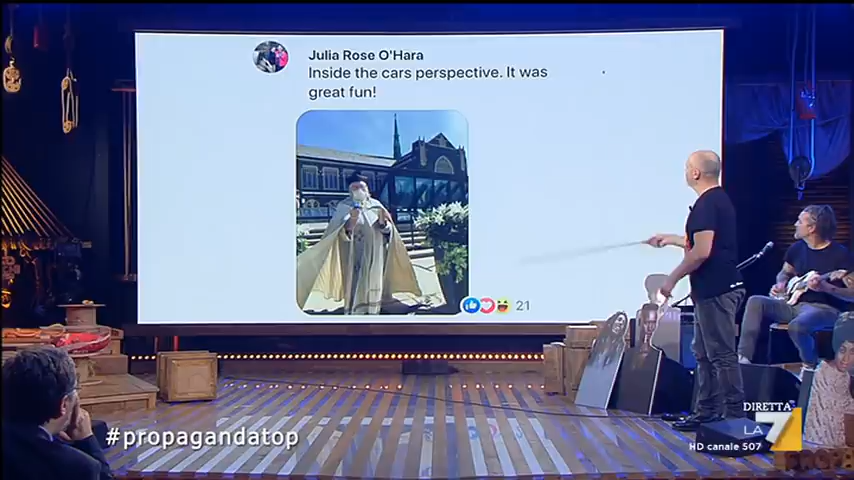 Julia Rose O'Hara
Inside the cars perspective. It was
great fun!
21
#propagandatop
DIRETTA
LA 7
HD canale 507